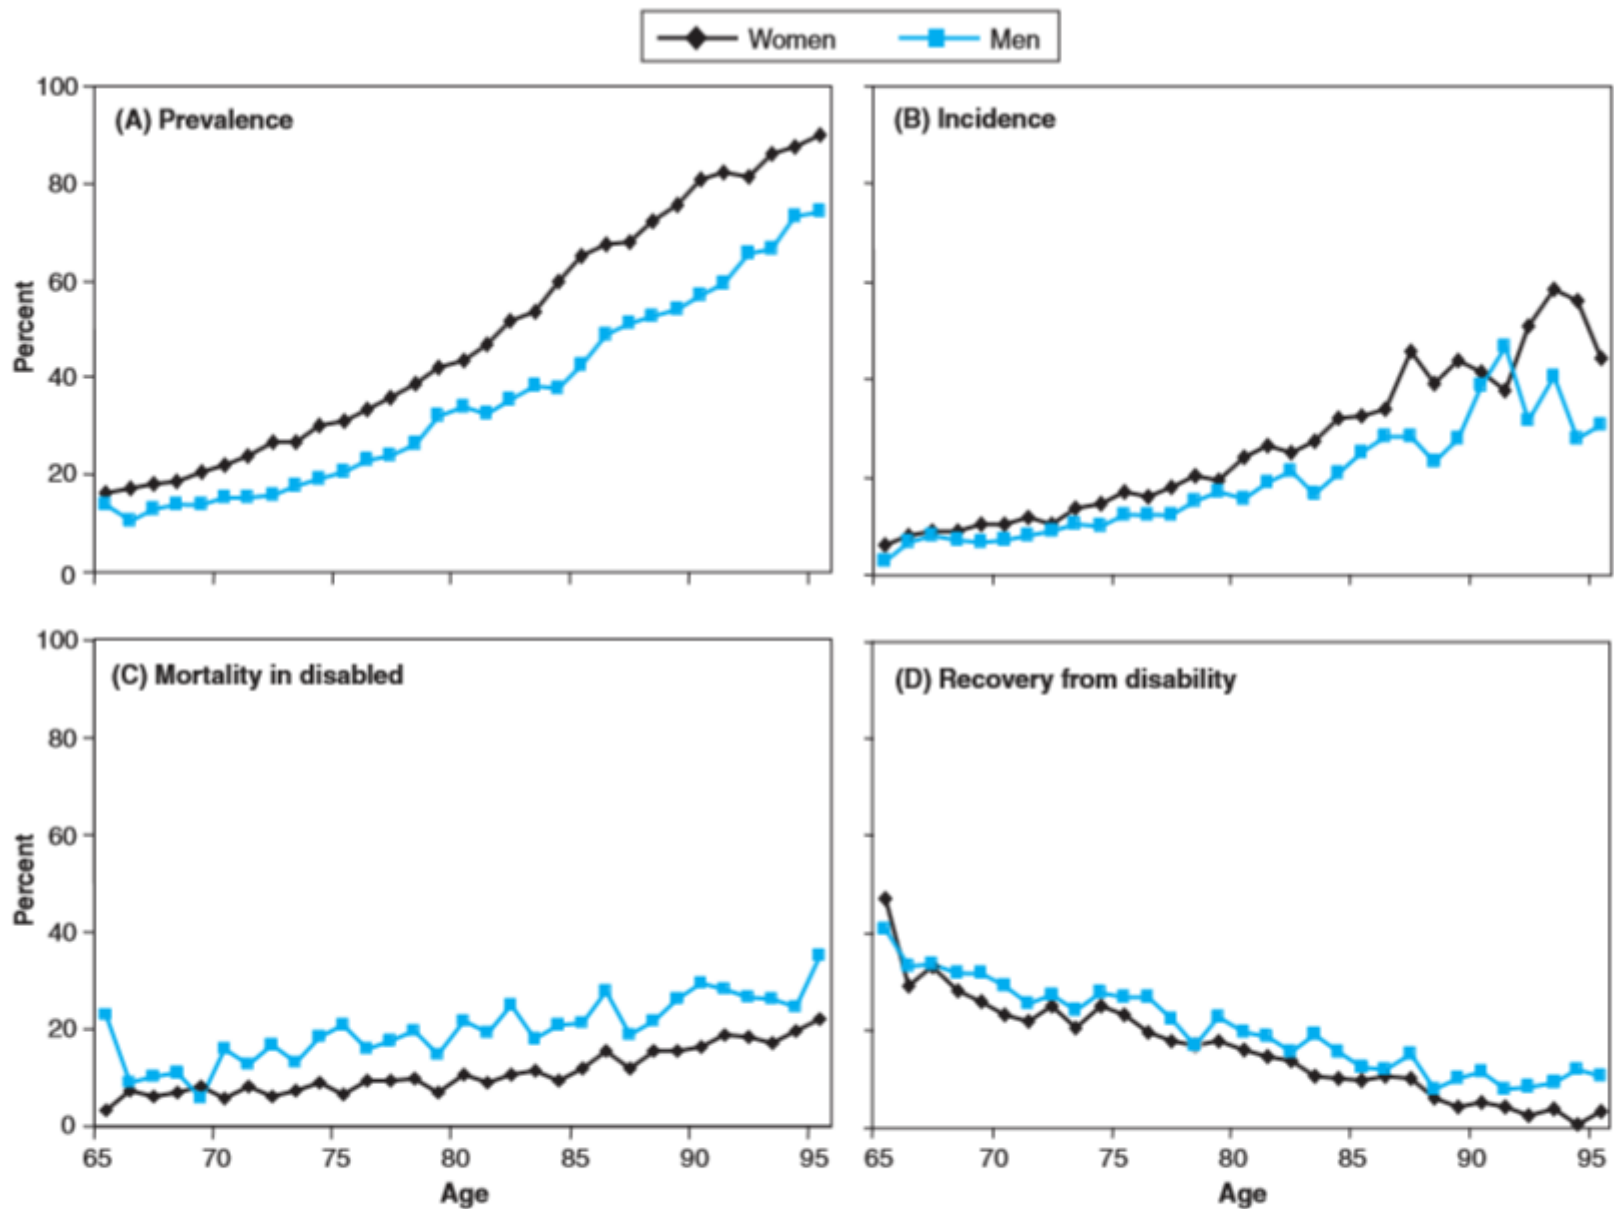 Women Men
(A) Prevalence
Percent
100
80
60
40
20
0
(B) Incidence
(C) Mortality in disabled
Percent
100
80
60
40
20
0
65 70 75 80 85 90 95
Age
(D) Recovery from disability
65 70 75 80 85 90 95
Age